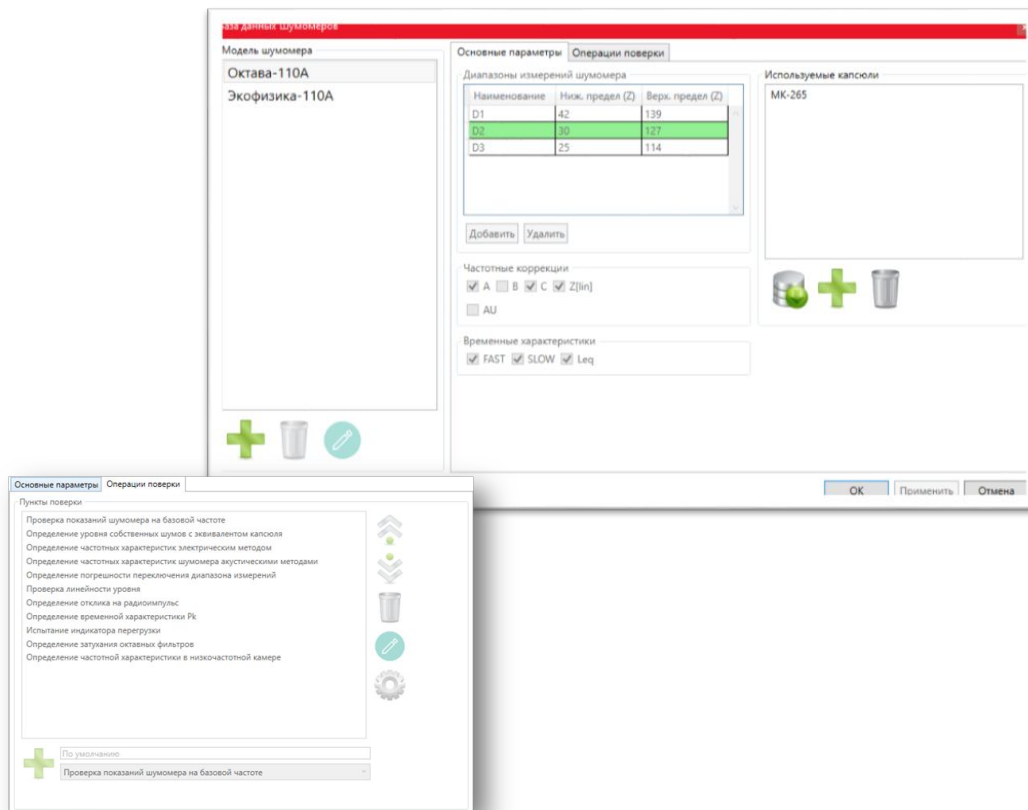 База данных Шумомеров
Модель шумомера
Октава-110А
Экофизика-110А
Основные параметры Операции поверки
Диапазоны измерений шумомера
Наименование Ниж. предел (Z) Верх. предел (Z)
D1 42 139
D2 30 127
D3 25 114
Добавить Удалить
Частотные коррекции
A B C Z(lin)
AU
Временные характеристики
FAST SLOW Leq
Используемые капсюли
МК-265
ОК Применить Отмена
Основные параметры Операции поверки
Пункты поверки
Проверка показаний шумомера на базовой частоте
Определение уровня собственных шумов с эквивалентом капсюля
Определение частотных характеристик электрическим методом
Определение частотных характеристик шумомера акустическими методами
Определение погрешности переключения диапазона измерений
Проверка линейности уровня
Определение отклика на радиоимпульс
Определение временной характеристики Pk
Испытание индикатора перегрузки
Определение затухания октавных фильтров
Определение частотной характеристики в низкочастотной камере
По умолчанию
Проверка показаний шумомера на базовой частоте